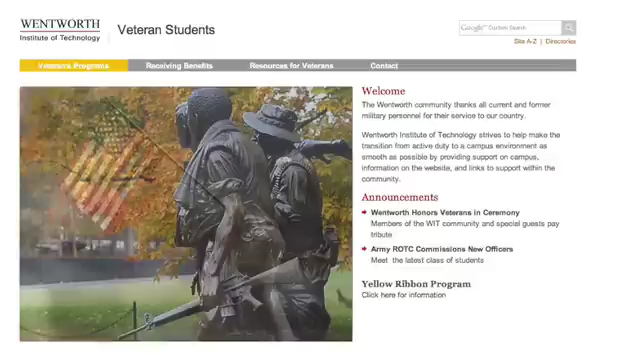 WENTWORTH
Institute of Technology
Veteran Students
Google™ Custom Search
Site A-Z | Directories
Veterans Programs
Receiving Benefits
Resources for Veterans
Contact
Welcome
The Wentworth community thanks all current and former
military personnel for their service to our country.
Wentworth Institute of Technology strives to help make the
transition from active duty to a campus environment as
smooth as possible by providing support on campus,
information on the website, and links to support within the
community.
Announcements
Wentworth Honors Veterans in Ceremony
Members of the WIT community and special guests pay
tribute
Army ROTC Commissions New Officers
Meet the latest class of students
Yellow Ribbon Program
Click here for information